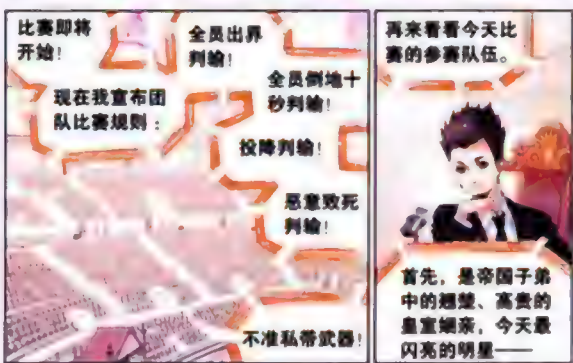 比赛即将
开始！
现在我宣布团
队比赛规则：
全员出界
判输！
全员倒地十
秒判输！
投降判输！
恶意致死
判输！
不准私带武器！
再来看看今天比
赛的参赛队伍。
首先，是帝国子弟
中的翘楚、高贵的
皇室姻亲，今天最
闪亮的明星——